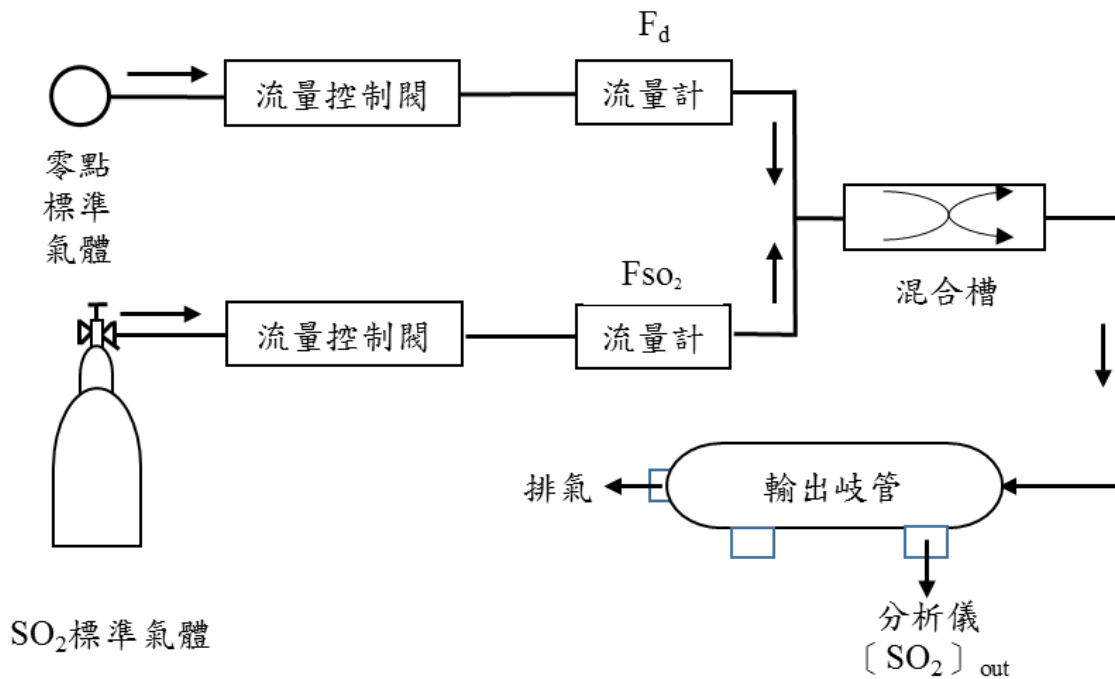 F_d
流量控制閥
流量計
零點
標準
氣體
Fso₂
流量控制閥
流量計
混合槽
排氣
輸出岐管
SO₂標準氣體
分析儀
〔SO₂〕out